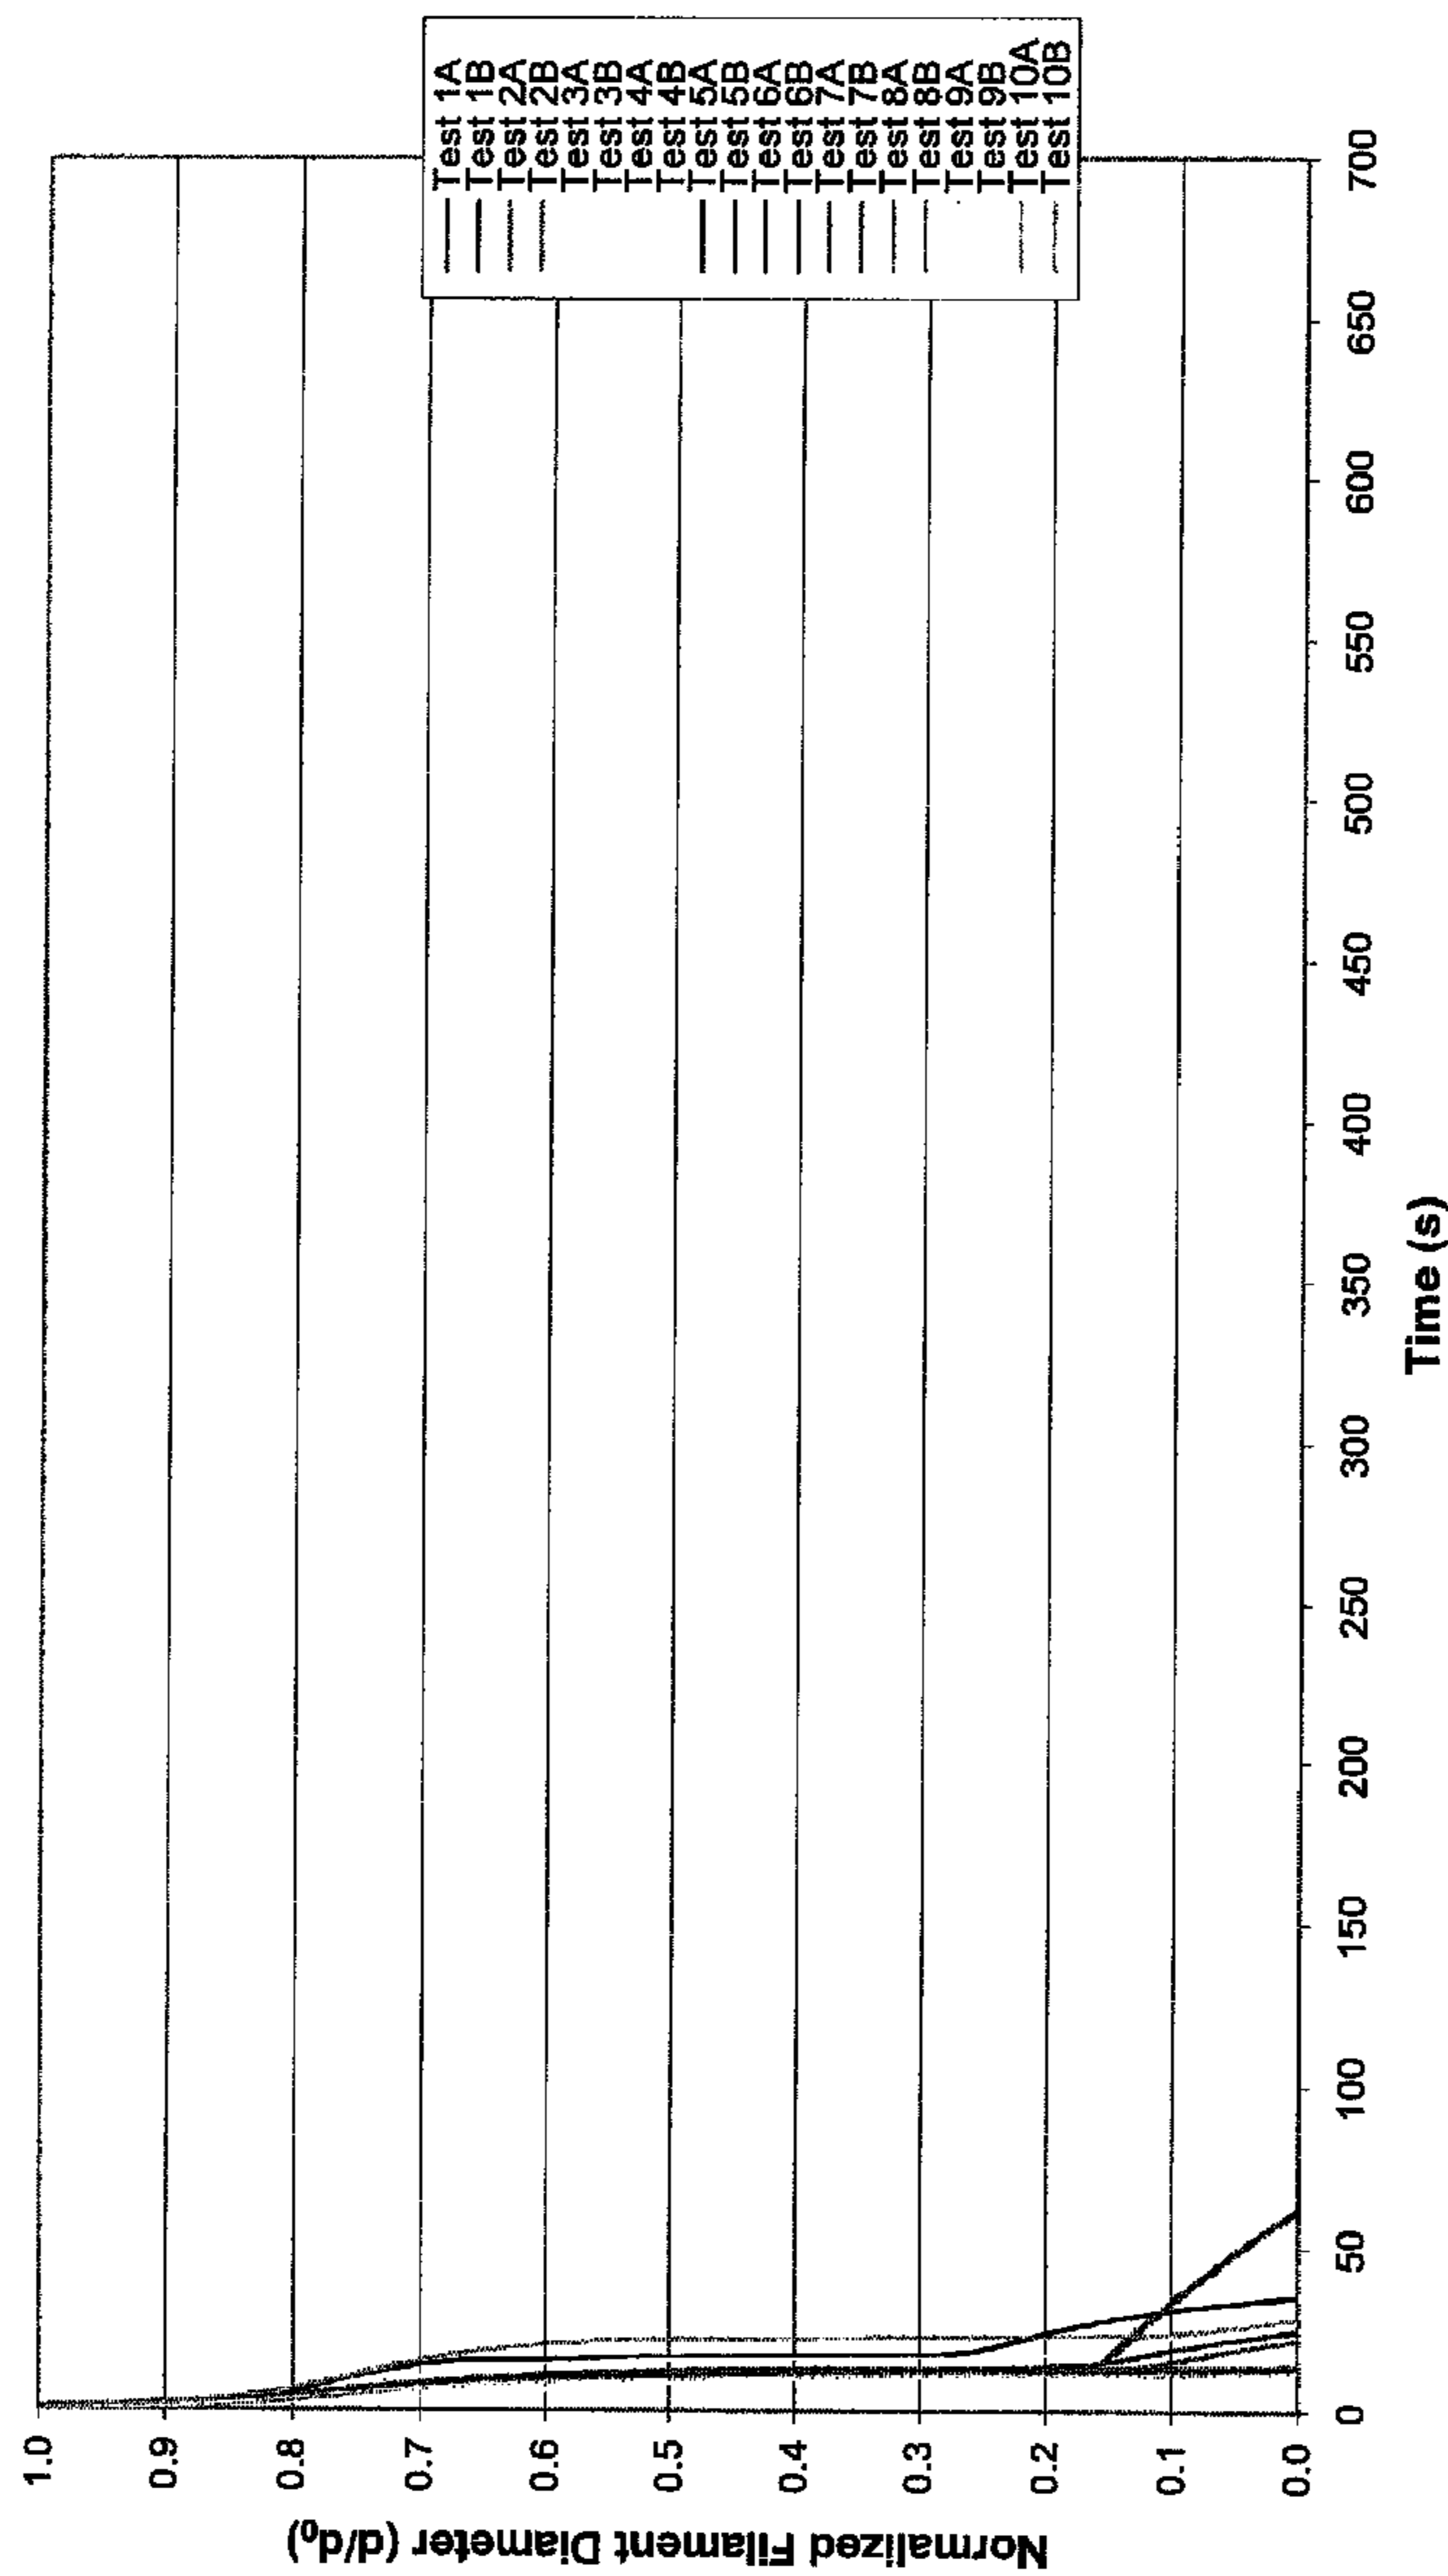 Normalized Filament Diameter (d/d₀)
1.0
0.9
0.8
0.7
0.6
0.5
0.4
0.3
0.2
0.1
0.0
0 50 100 150 200 250 300 350 400 450 500 550 600 650 700
Time (s)
Test 1A
Test 1B
Test 2A
Test 2B
Test 3A
Test 3B
Test 4A
Test 4B
Test 5A
Test 5B
Test 6A
Test 6B
Test 7A
Test 7B
Test 8A
Test 8B
Test 9A
Test 9B
Test 10A
Test 10B